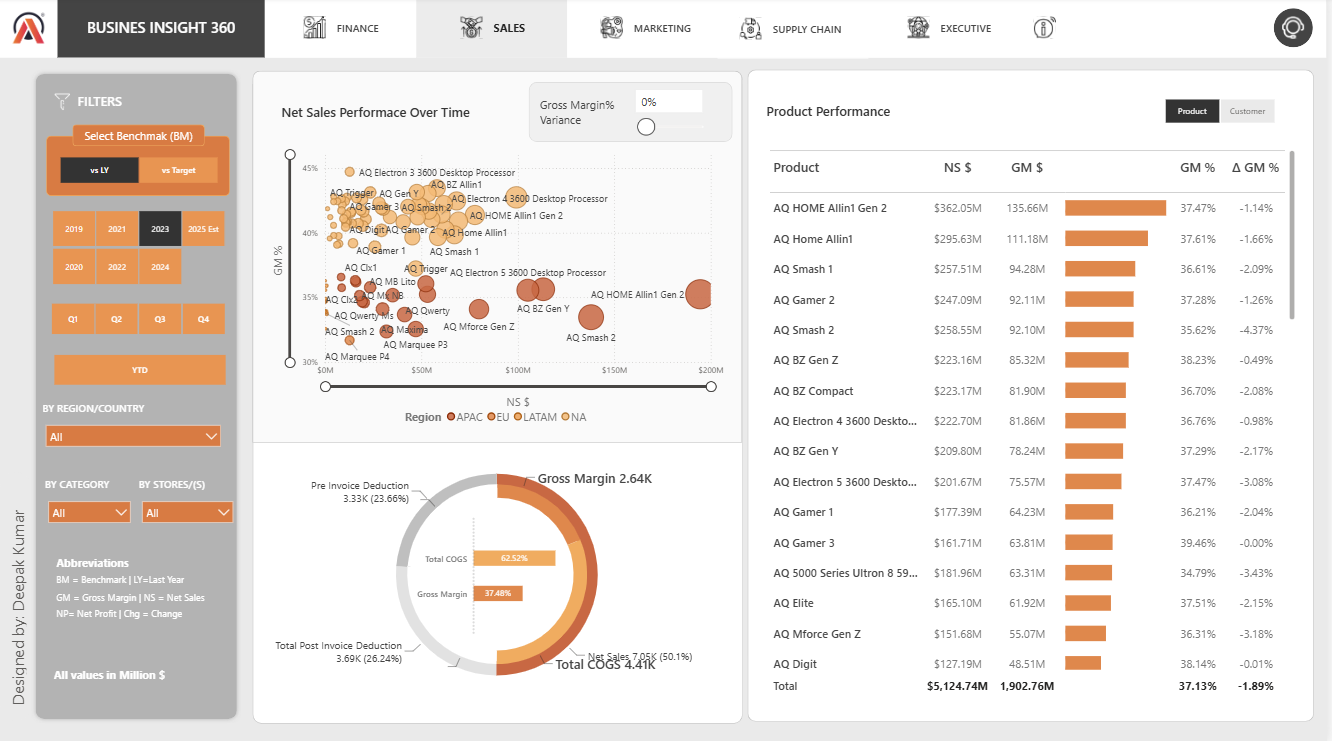 BUSINES INSIGHT 360
FINANCE
SALES
MARKETING
SUPPLY CHAIN
EXECUTIVE
FILTERS
Select Benchmak (BM)
vs LY
vs Target
2019 2021 2023 2025 Est
2020 2022 2024
Q1 Q2 Q3 Q4
YTD
BY REGION/COUNTRY
All
BY CATEGORY BY STORES/(S)
All All
Abbreviations
BM = Benchmark | LY=Last Year
GM = Gross Margin | NS = Net Sales
NP= Net Profit | Chg = Change
All values in Million $
Designed by: Deepak Kumar
Net Sales Performace Over Time
Gross Margin%
Variance
0%
GM %
45%
40%
35%
30%
AQ Electron 3 3600 Desktop Processor
AQ BZ Allin1
AQ Trigger
AQ Gen Y
AQ Electron 4 3600 Desktop Processor
AQ Gamer 3
AQ Smash 2
AQ HOME Allin1 Gen 2
AQ Digit
AQ Gamer 2
AQ Home Allin1
AQ Gamer 1
AQ Smash 1
AQ Clx1
AQ Trigger
AQ Electron 5 3600 Desktop Processor
AQ MB Lito
AQ HOME Allin1 Gen 2
AQ Clx2
AQ Mx NB
AQ Qwerty Ms
AQ Qwerty
AQ BZ Gen Y
AQ Smash 2
AQ Maxima
AQ Mforce Gen Z
AQ Smash 2
AQ Marquee P3
AQ Marquee P4
$0M $50M $100M $150M $200M
NS $
Region APAC EU LATAM NA
Gross Margin 2.64K
Pre Invoice Deduction
3.33K (23.66%)
Total COGS 62.52%
Gross Margin 37.48%
Total Post Invoice Deduction
3.69K (26.24%)
Net Sales 7.05K (50.1%)
Total COGS 4.41K
Product Performance
Product Customer
Product NS $ GM $ GM % Δ GM %
AQ HOME Allin1 Gen 2 $362.05M 135.66M 37.47% -1.14%
AQ Home Allin1 $295.63M 111.18M 37.61% -1.66%
AQ Smash 1 $257.51M 94.28M 36.61% -2.09%
AQ Gamer 2 $247.09M 92.11M 37.28% -1.26%
AQ Smash 2 $258.55M 92.10M 35.62% -4.37%
AQ BZ Gen Z $223.16M 85.32M 38.23% -0.49%
AQ BZ Compact $223.17M 81.90M 36.70% -2.08%
AQ Electron 4 3600 Deskto... $222.70M 81.86M 36.76% -0.98%
AQ BZ Gen Y $209.80M 78.24M 37.29% -2.17%
AQ Electron 5 3600 Deskto... $201.67M 75.57M 37.47% -3.08%
AQ Gamer 1 $177.39M 64.23M 36.21% -2.04%
AQ Gamer 3 $161.71M 63.81M 39.46% -0.00%
AQ 5000 Series Ultron 8 59... $181.96M 63.31M 34.79% -3.43%
AQ Elite $165.10M 61.92M 37.51% -2.15%
AQ Mforce Gen Z $151.68M 55.07M 36.31% -3.18%
AQ Digit $127.19M 48.51M 38.14% -0.01%
Total $5,124.74M 1,902.76M 37.13% -1.89%